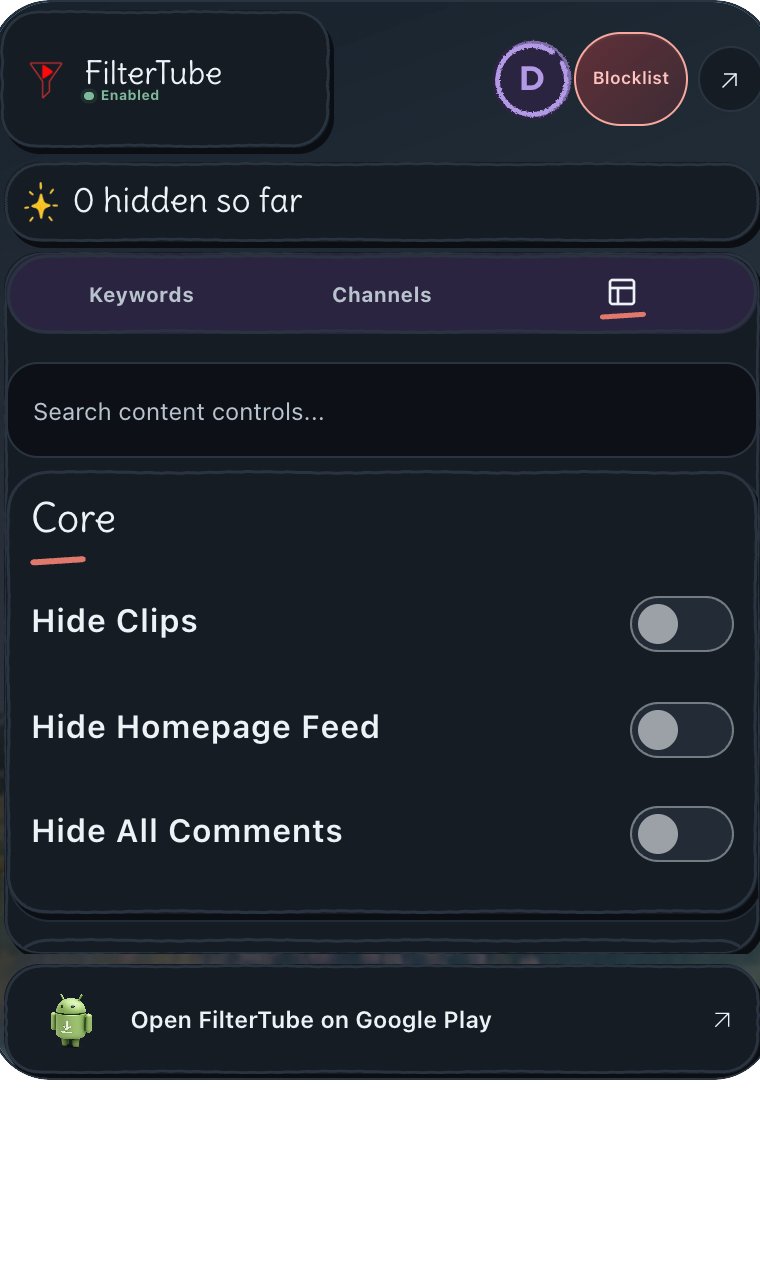 FilterTube
Enabled
D
Blocklist
0 hidden so far
Keywords
Channels
Search content controls...
Core
Hide Clips
Hide Homepage Feed
Hide All Comments
Open FilterTube on Google Play